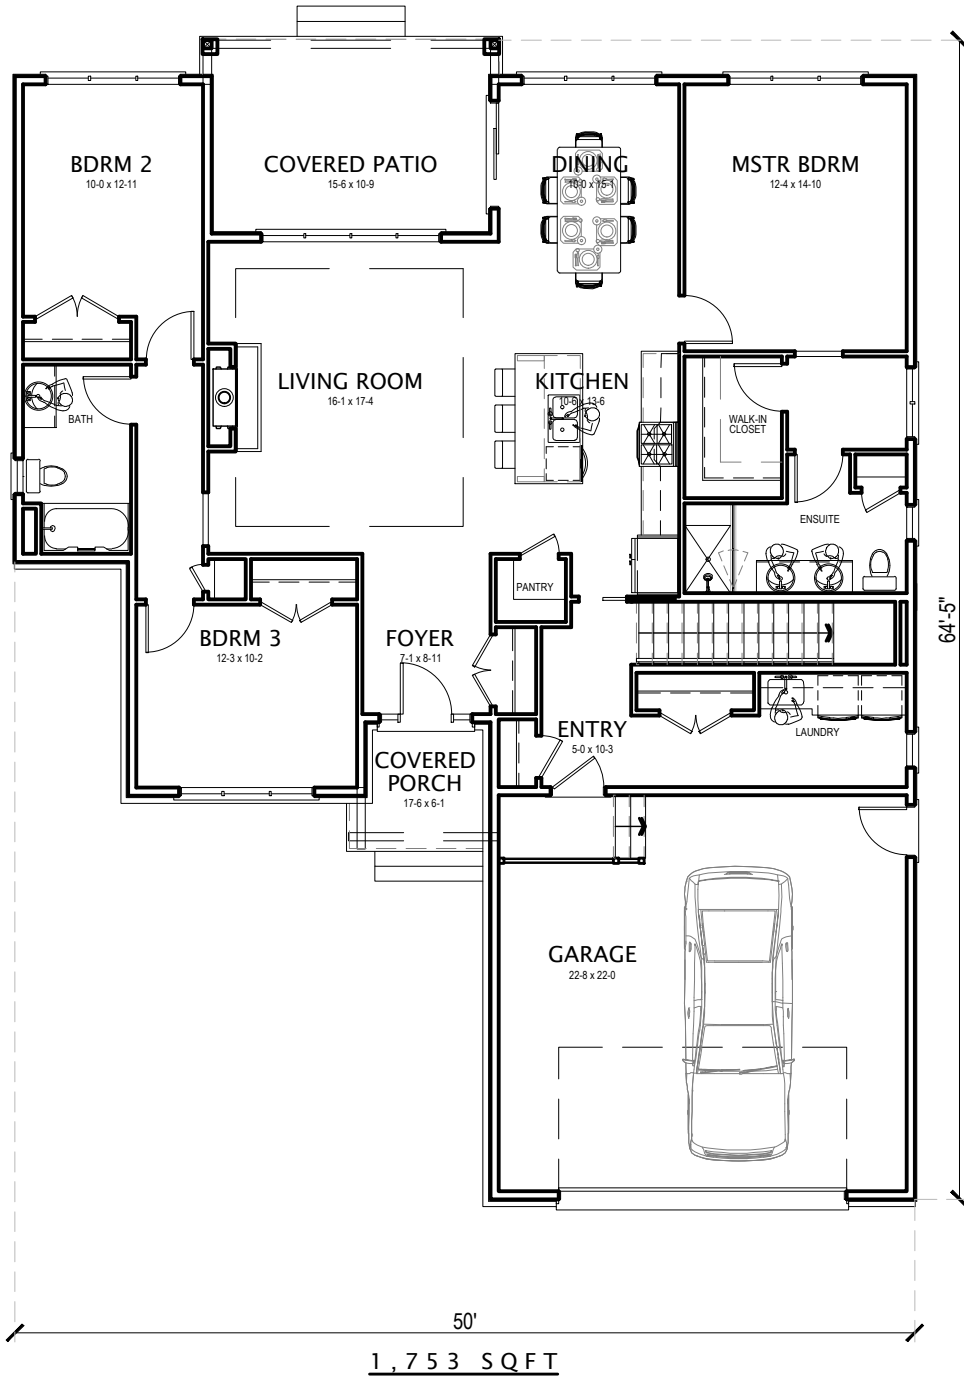 BDRM 2
10-0 x 12-11
COVERED PATIO
15-6 x 10-9
DINING
10-0 x 15-1
MSTR BDRM
12-4 x 14-10
LIVING ROOM
16-1 x 17-4
KITCHEN
10-6 x 13-6
BATH
WALK-IN
CLOSET
ENSUITE
PANTRY
BDRM 3
12-3 x 10-2
FOYER
7-1 x 8-11
64'-5"
ENTRY
5-0 x 10-3
LAUNDRY
COVERED
PORCH
17-6 x 6-1
GARAGE
22-8 x 22-0
50'
1,753 SQFT